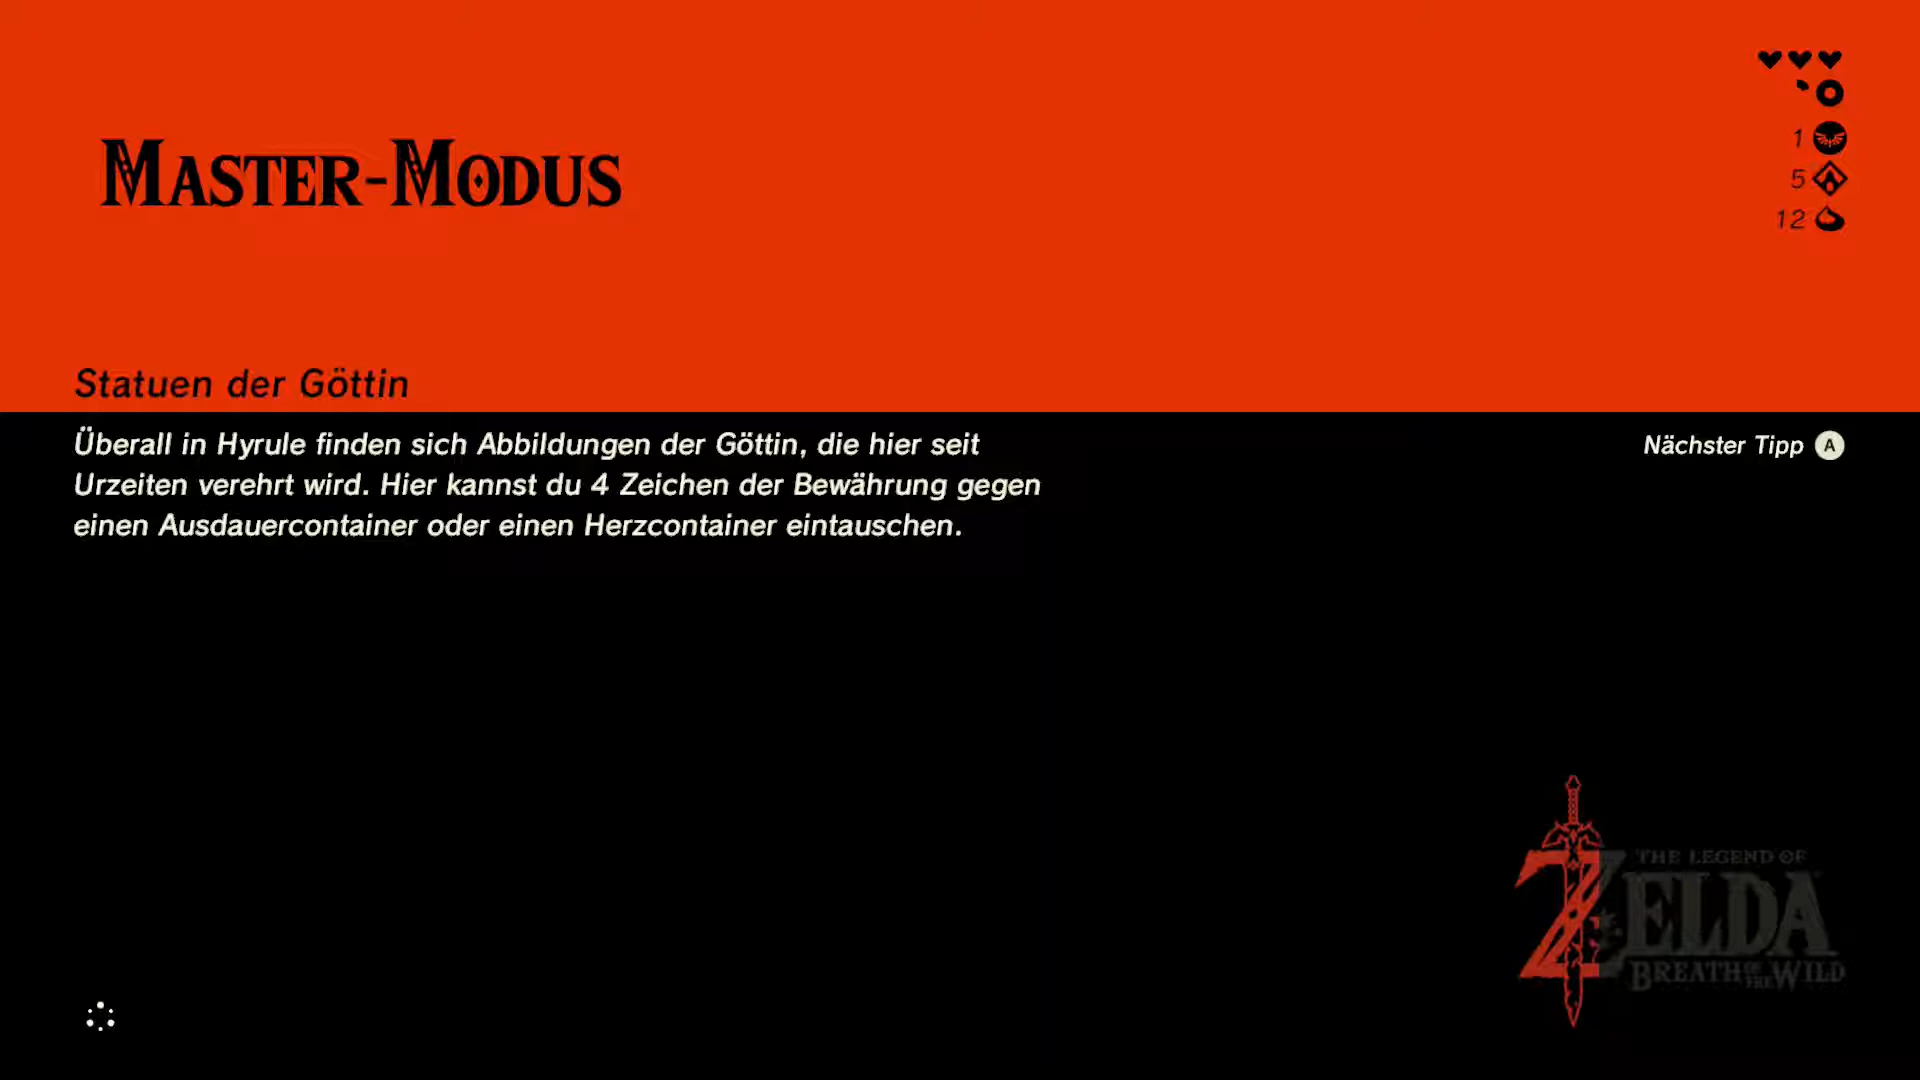 MASTER-MODUS
1
5
12
Statuen der Göttin
Überall in Hyrule finden sich Abbildungen der Göttin, die hier seit
Urzeiten verehrt wird. Hier kannst du 4 Zeichen der Bewährung gegen
einen Ausdauercontainer oder einen Herzcontainer eintauschen.
Nächster Tipp A
THE LEGEND OF
ZELDA
BREATH OF THE WILD